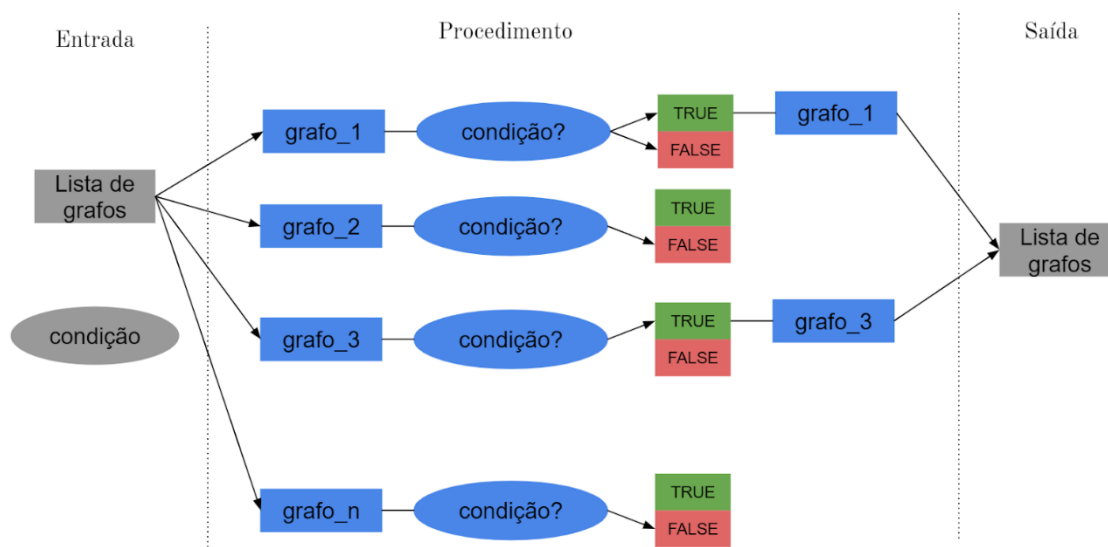 Entrada
Procedimento
Saída
grafo_1
condição?
TRUE
FALSE
grafo_1
Lista de
grafos
grafo_2
condição?
TRUE
FALSE
Lista de
grafos
condição
grafo_3
condição?
TRUE
FALSE
grafo_3
grafo_n
condição?
TRUE
FALSE